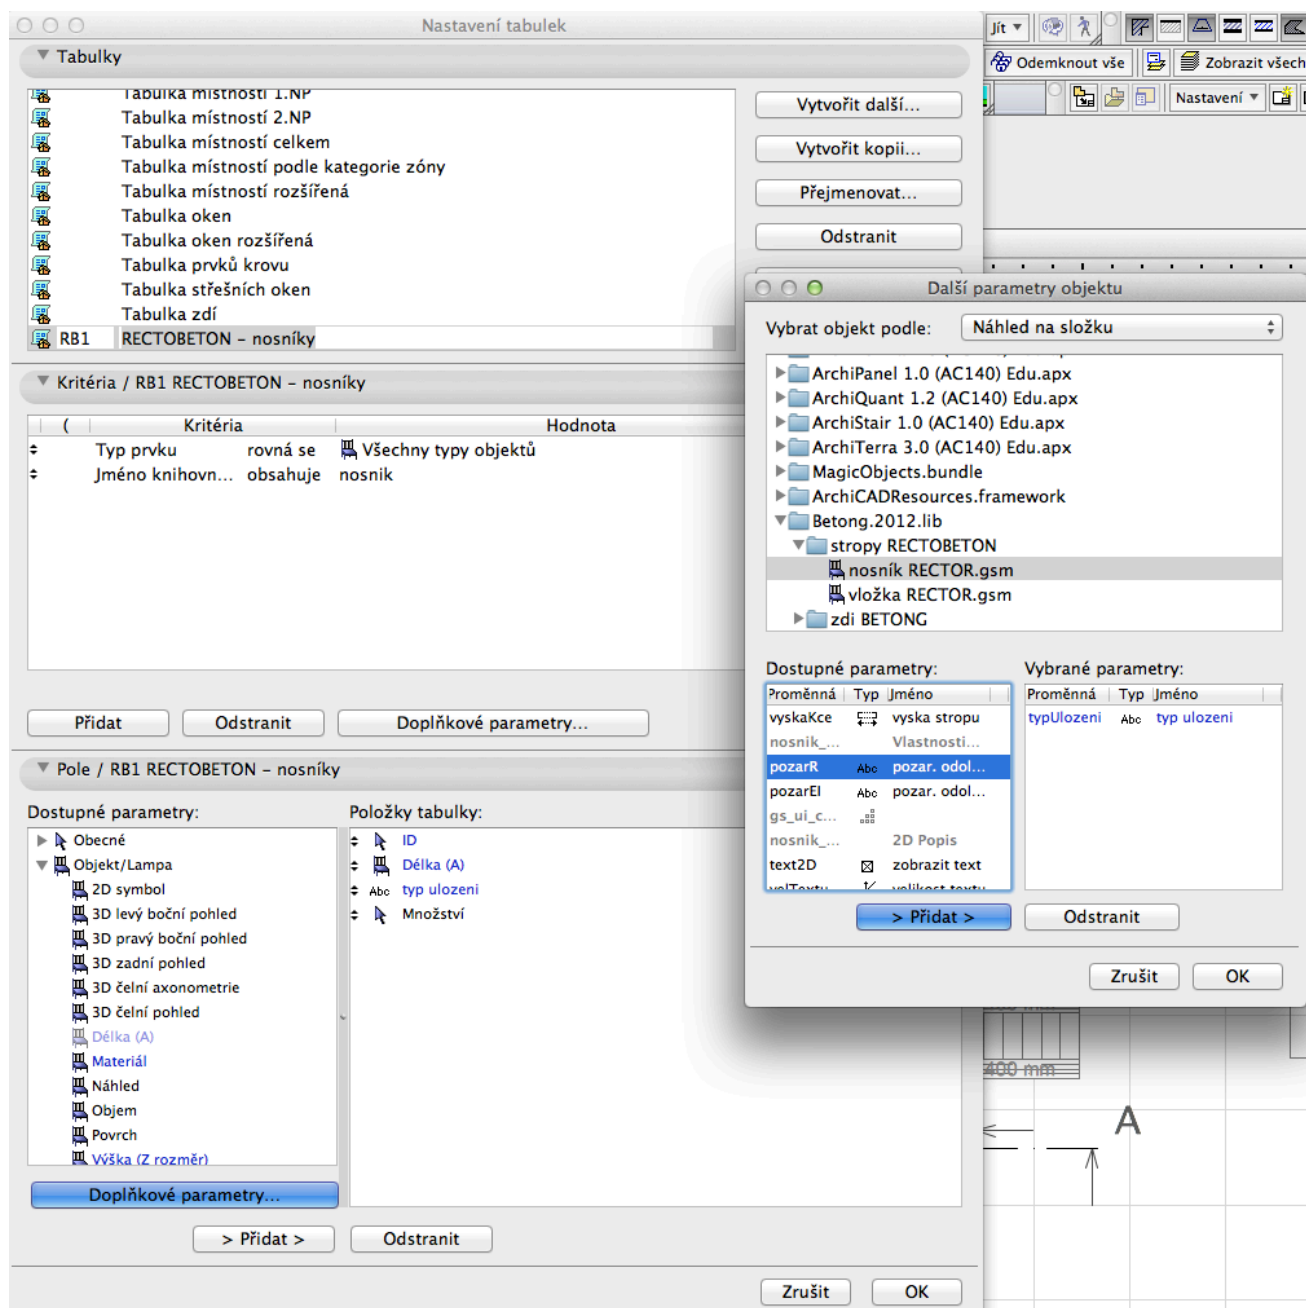 Nastavení tabulek
Tabulky
Tabulka místností 1.NP
Tabulka místností 2.NP
Tabulka místností celkem
Tabulka místností podle kategorie zóny
Tabulka místností rozšířená
Tabulka oken
Tabulka oken rozšířená
Tabulka prvků krovu
Tabulka střešních oken
Tabulka zdí
RB1 RECTOBETON – nosníky
Vytvořit další...
Vytvořit kopii...
Přejmenovat...
Odstranit
Kritéria / RB1 RECTOBETON – nosníky
( Kritéria Hodnota
Typ prvku rovná se Všechny typy objektů
Jméno knihovn... obsahuje nosnik
Přidat Odstranit Doplňkové parametry...
Pole / RB1 RECTOBETON – nosníky
Dostupné parametry:
Obecné
Objekt/Lampa
2D symbol
3D levý boční pohled
3D pravý boční pohled
3D zadní pohled
3D čelní axonometrie
3D čelní pohled
Délka (A)
Materiál
Náhled
Objem
Povrch
Výška (Z rozměr)
Doplňkové parametry...
Položky tabulky:
ID
Délka (A)
Abc typ ulozeni
Množství
> Přidat > Odstranit
Zrušit OK
Jít
Odemknout vše Zobrazit všech
Nastavení
Další parametry objektu
Vybrat objekt podle: Náhled na složku
ArchiPanel 1.0 (AC140) Edu.apx
ArchiQuant 1.2 (AC140) Edu.apx
ArchiStair 1.0 (AC140) Edu.apx
ArchiTerra 3.0 (AC140) Edu.apx
MagicObjects.bundle
ArchiCADResources.framework
Betong.2012.lib
stropy RECTOBETON
nosník RECTOR.gsm
vložka RECTOR.gsm
zdi BETONG
Dostupné parametry:
Proměnná Typ Jméno
vyskaKce vyska stropu
nosnik_... Vlastnosti...
pozarR Abc pozar. odol...
pozarEI Abc pozar. odol...
gs_ui_c...
nosnik_... 2D Popis
text2D zobrazit text
velTextu velikost textu
Vybrané parametry:
Proměnná Typ Jméno
typUlozeni Abc typ ulozeni
> Přidat > Odstranit
Zrušit OK
400 mm
A